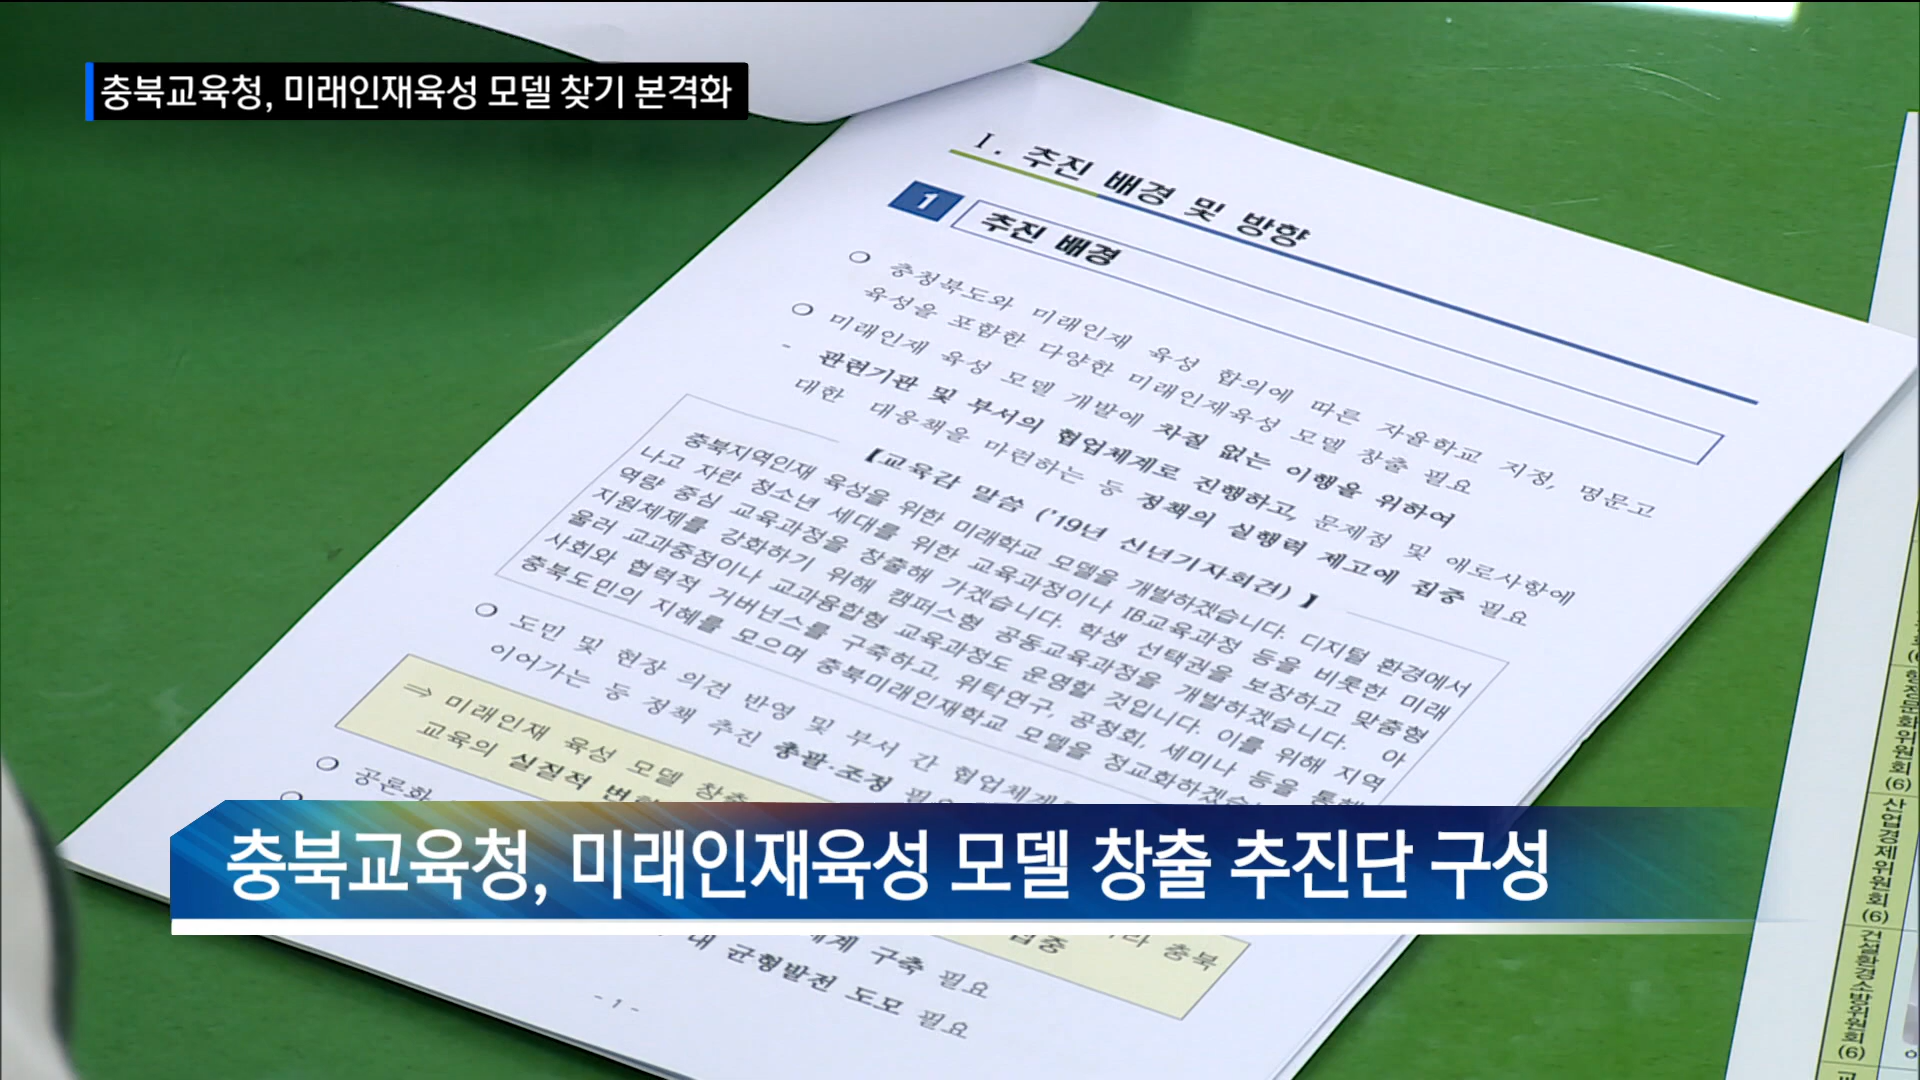 충북교육청, 미래인재육성 모델 찾기 본격화
Ⅰ. 추진 배경 및 방향
1 추진 배경
○ 충청북도와 미래인재 육성 합의에 따른 자율학교 지정, 명문고
육성을 포함한 다양한 미래인재육성 모델 창출 필요
○ 미래인재 육성 모델 개발에 차질 없는 이행을 위하여
- 관련기관 및 부서의 협업체계로 진행하고, 문제점 및 애로사항에
대한 대응책을 마련하는 등 정책의 실행력 제고에 집중 필요
【교육감 말씀 ('19년 신년기자회견)】
충북지역인재 육성을 위한 미래학교 모델을 개발하겠습니다. 디지털 환경에서
나고 자란 청소년 세대를 위한 교육과정이나 IB교육과정 등을 비롯한 미래
역량 중심 교육과정을 창출해 가겠습니다. 학생 선택권을 보장하고 맞춤형
지원체제를 강화하기 위해 캠퍼스형 공동교육과정을 개발하겠습니다. 아
울러 교과중점이나 교과융합형 교육과정도 운영할 것입니다. 이를 위해 지역
사회와 협력적 거버넌스를 구축하고, 위탁연구, 공청회, 세미나 등을 통해
충북도민의 지혜를 모으며 충북미래인재학교 모델을 정교화하겠습
○ 도민 및 현장 의견 반영 및 부서 간 협업체계
이어가는 등 정책 추진 총괄·조정 필요
⇒ 미래인재 육성 모델 창출
교육의 실질적 변화
○ 공론화
충북교육청, 미래인재육성 모델 창출 추진단 구성
충북
집중
체계 구축 필요
내 균형발전 도모 필요
- 1 -
행정문화위원회(6)
산업경제위원회(6)
건설환경소방위원회(6)